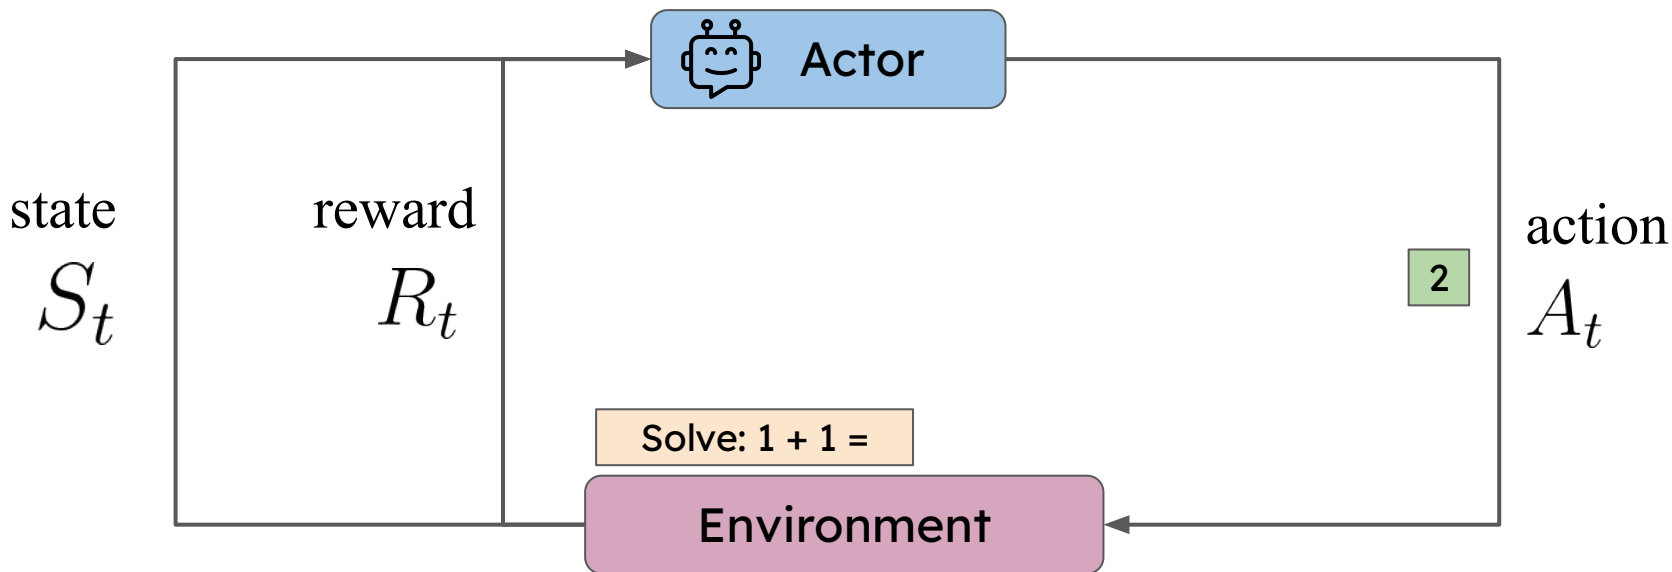 Actor
state
S_t
reward
R_t
action
A_t
2
Solve: 1 + 1 =
Environment